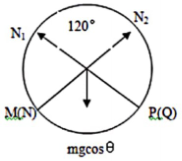 N₁ 120° N₂
M(N) P(Q)
mgcosθ